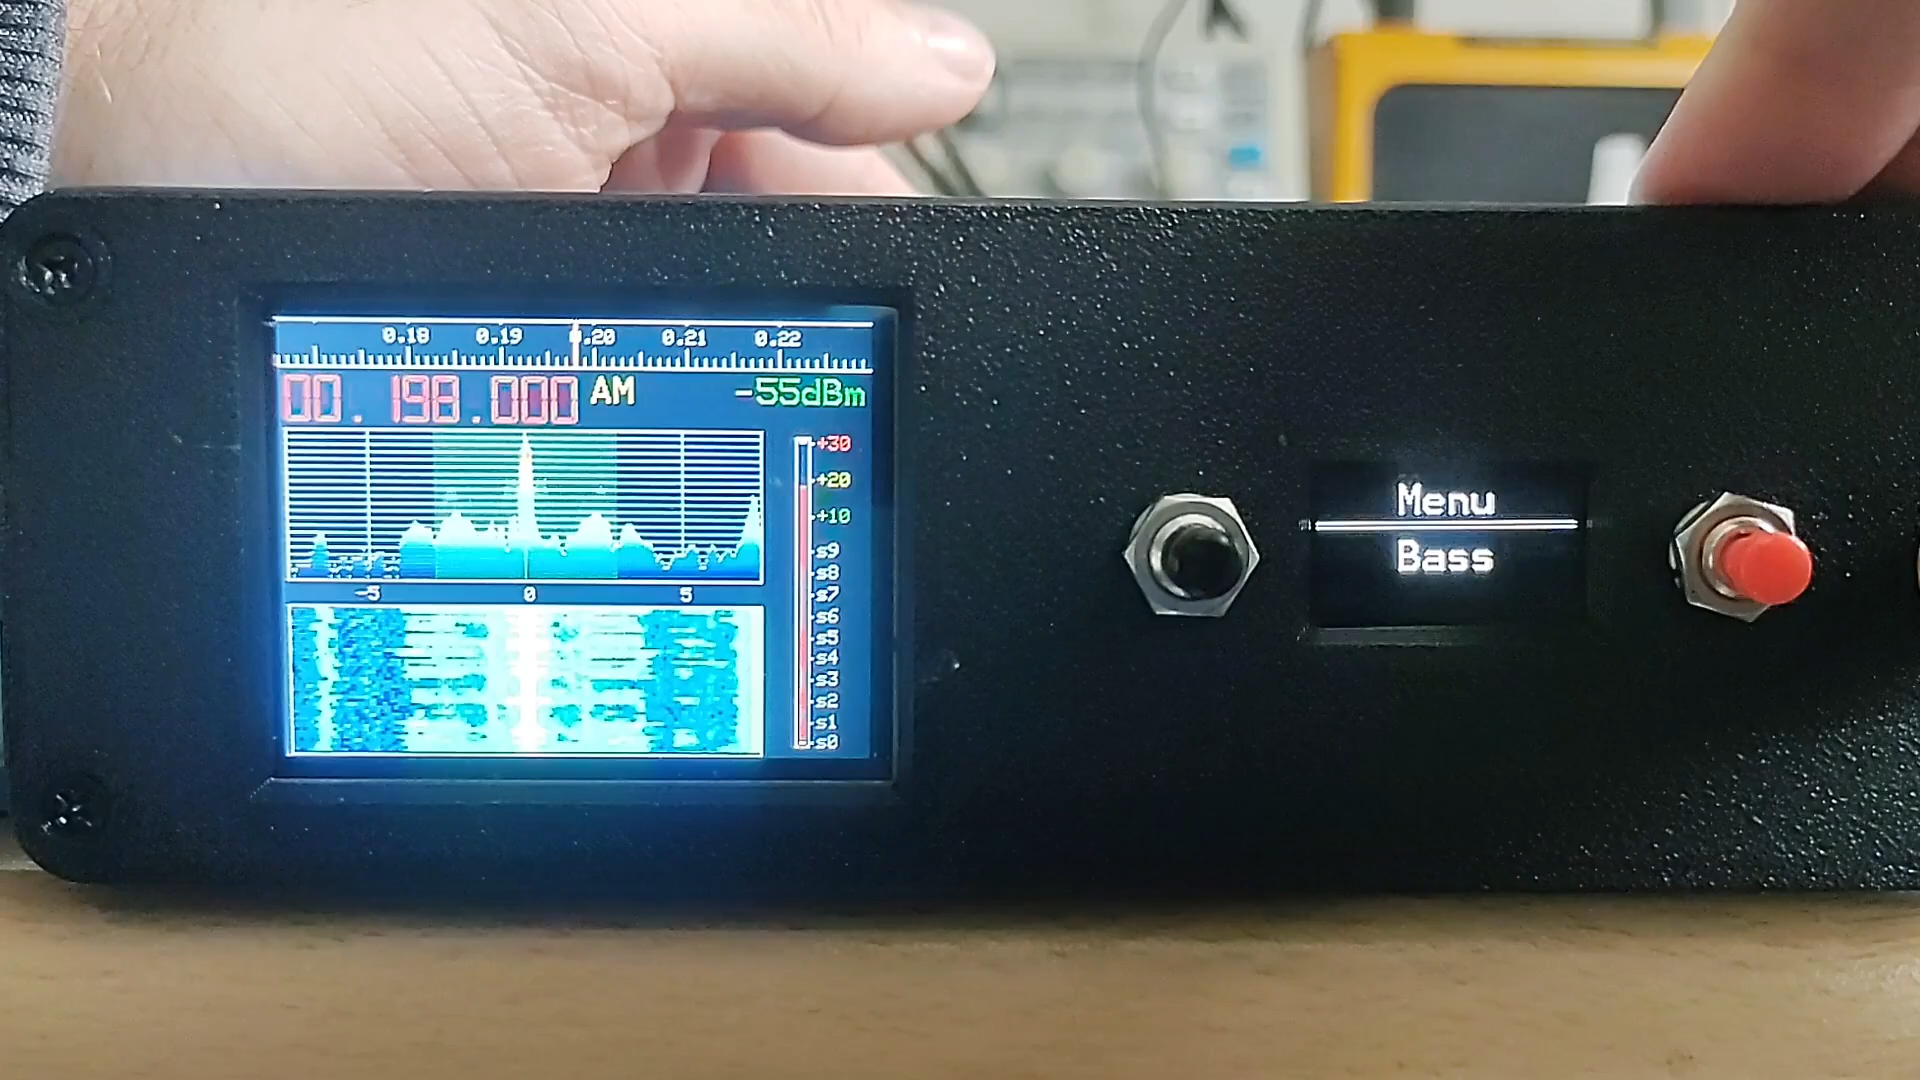 0.18 0.19 0.20 0.21 0.22
00.198.000 AM -55dBm
+30
+20
+10
s9
s8
s7
s6
s5
s4
s3
s2
s1
s0
-5 0 5
Menu
Bass